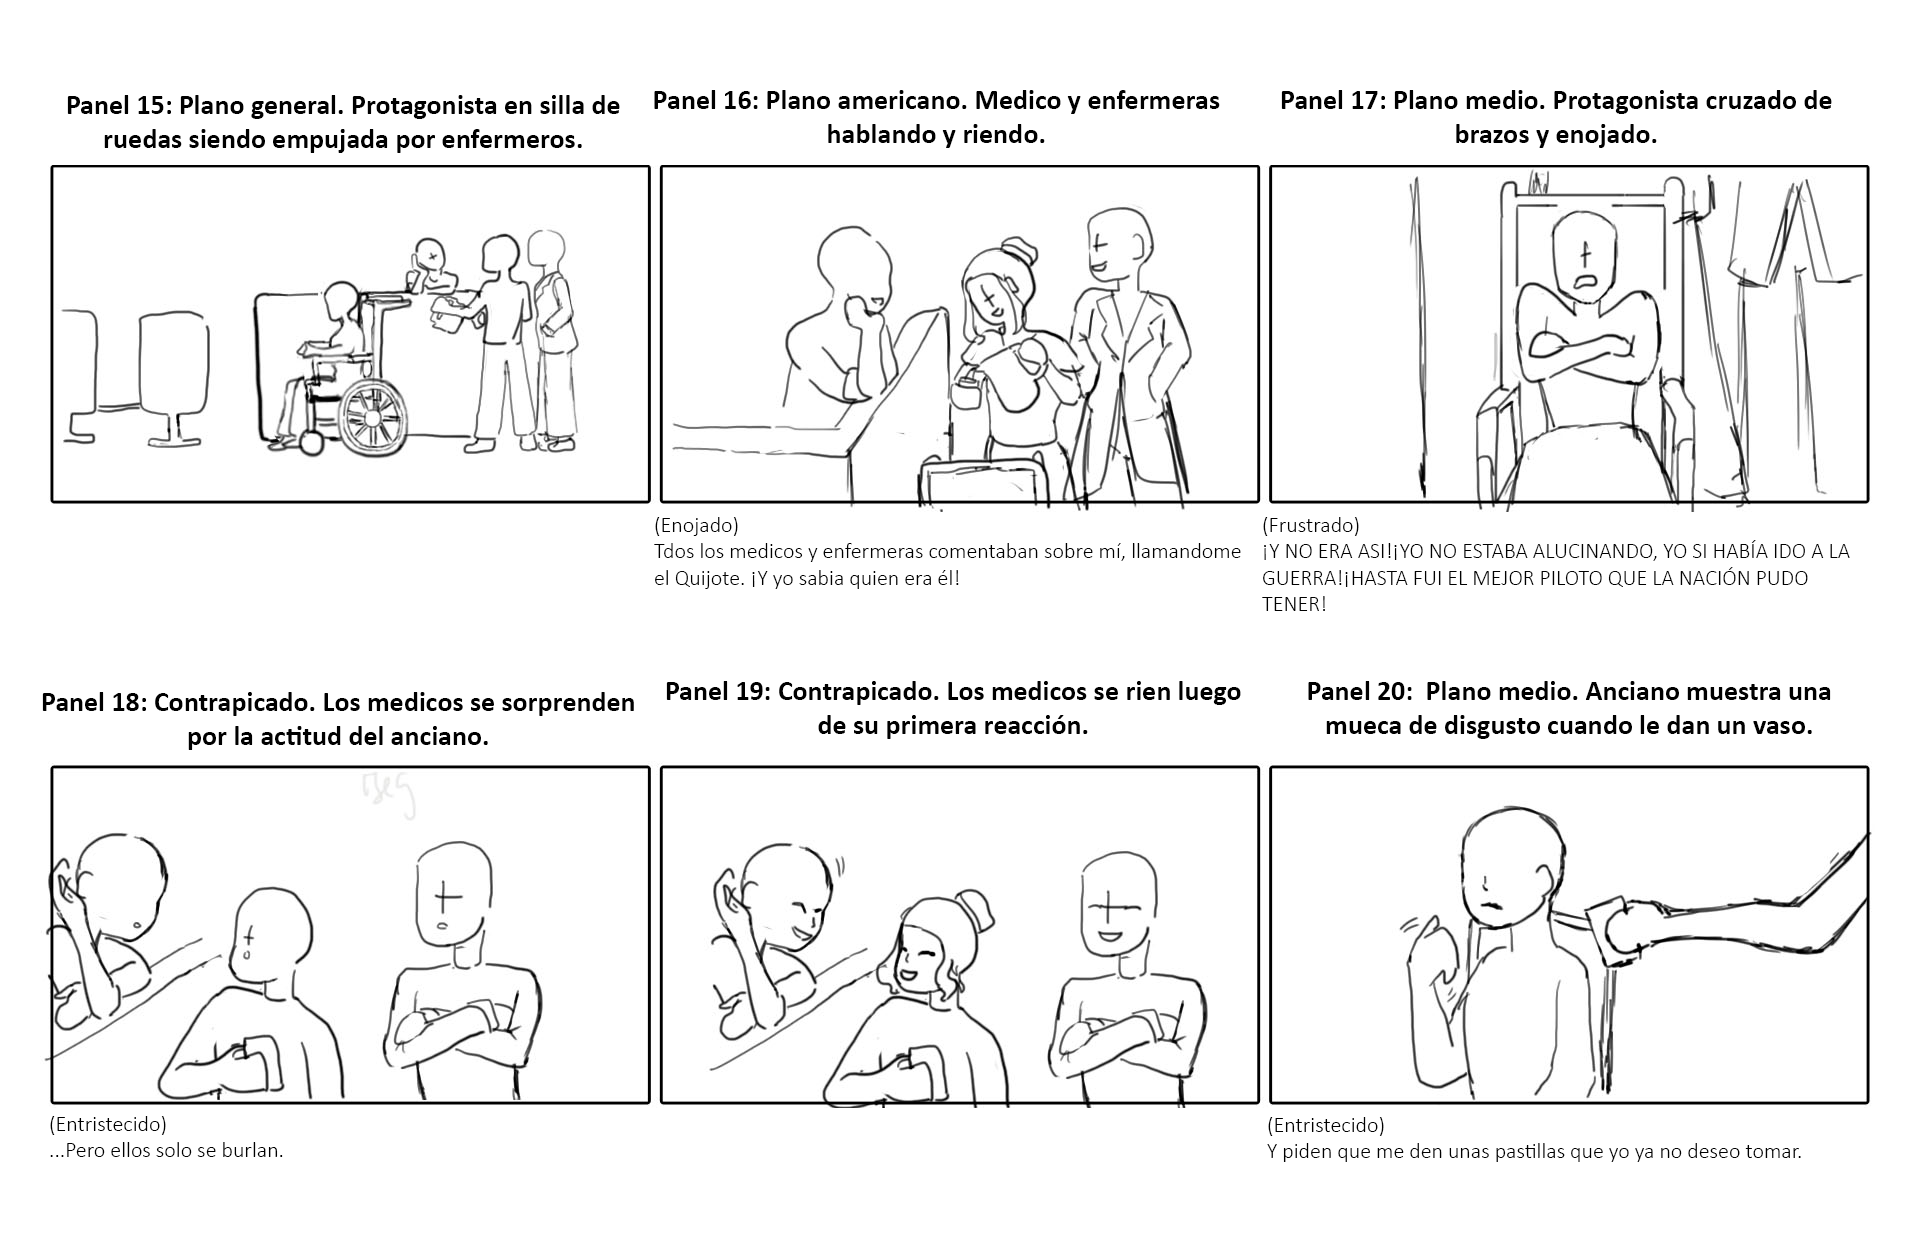 Panel 15: Plano general. Protagonista en silla de
ruedas siendo empujada por enfermeros.
Panel 16: Plano americano. Medico y enfermeras
hablando y riendo.
Panel 17: Plano medio. Protagonista cruzado de
brazos y enojado.
(Enojado)
Tdos los medicos y enfermeras comentaban sobre mí, llamandome
el Quijote. ¡Y yo sabia quien era él!
(Frustrado)
¡Y NO ERA ASI!¡YO NO ESTABA ALUCINANDO, YO SI HABÍA IDO A LA
GUERRA!¡HASTA FUI EL MEJOR PILOTO QUE LA NACIÓN PUDO
TENER!
Panel 18: Contrapicado. Los medicos se sorprenden
por la actitud del anciano.
Panel 19: Contrapicado. Los medicos se rien luego
de su primera reacción.
Panel 20: Plano medio. Anciano muestra una
mueca de disgusto cuando le dan un vaso.
(Entristecido)
...Pero ellos solo se burlan.
(Entristecido)
Y piden que me den unas pastillas que yo ya no deseo tomar.